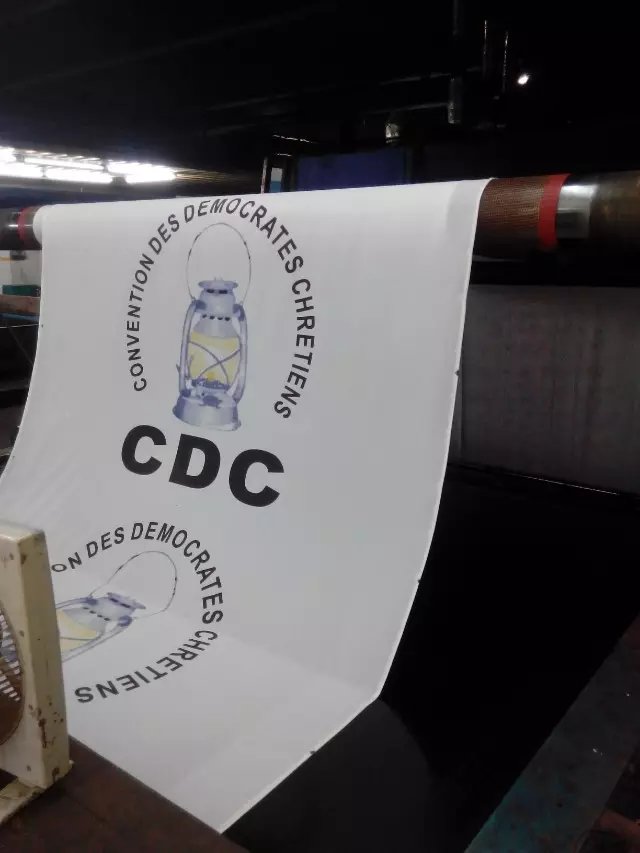 CONVENTION DES DEMOCRATES CHRETIENS
CDC
ON DES DEMOCRATES CHRETIENS